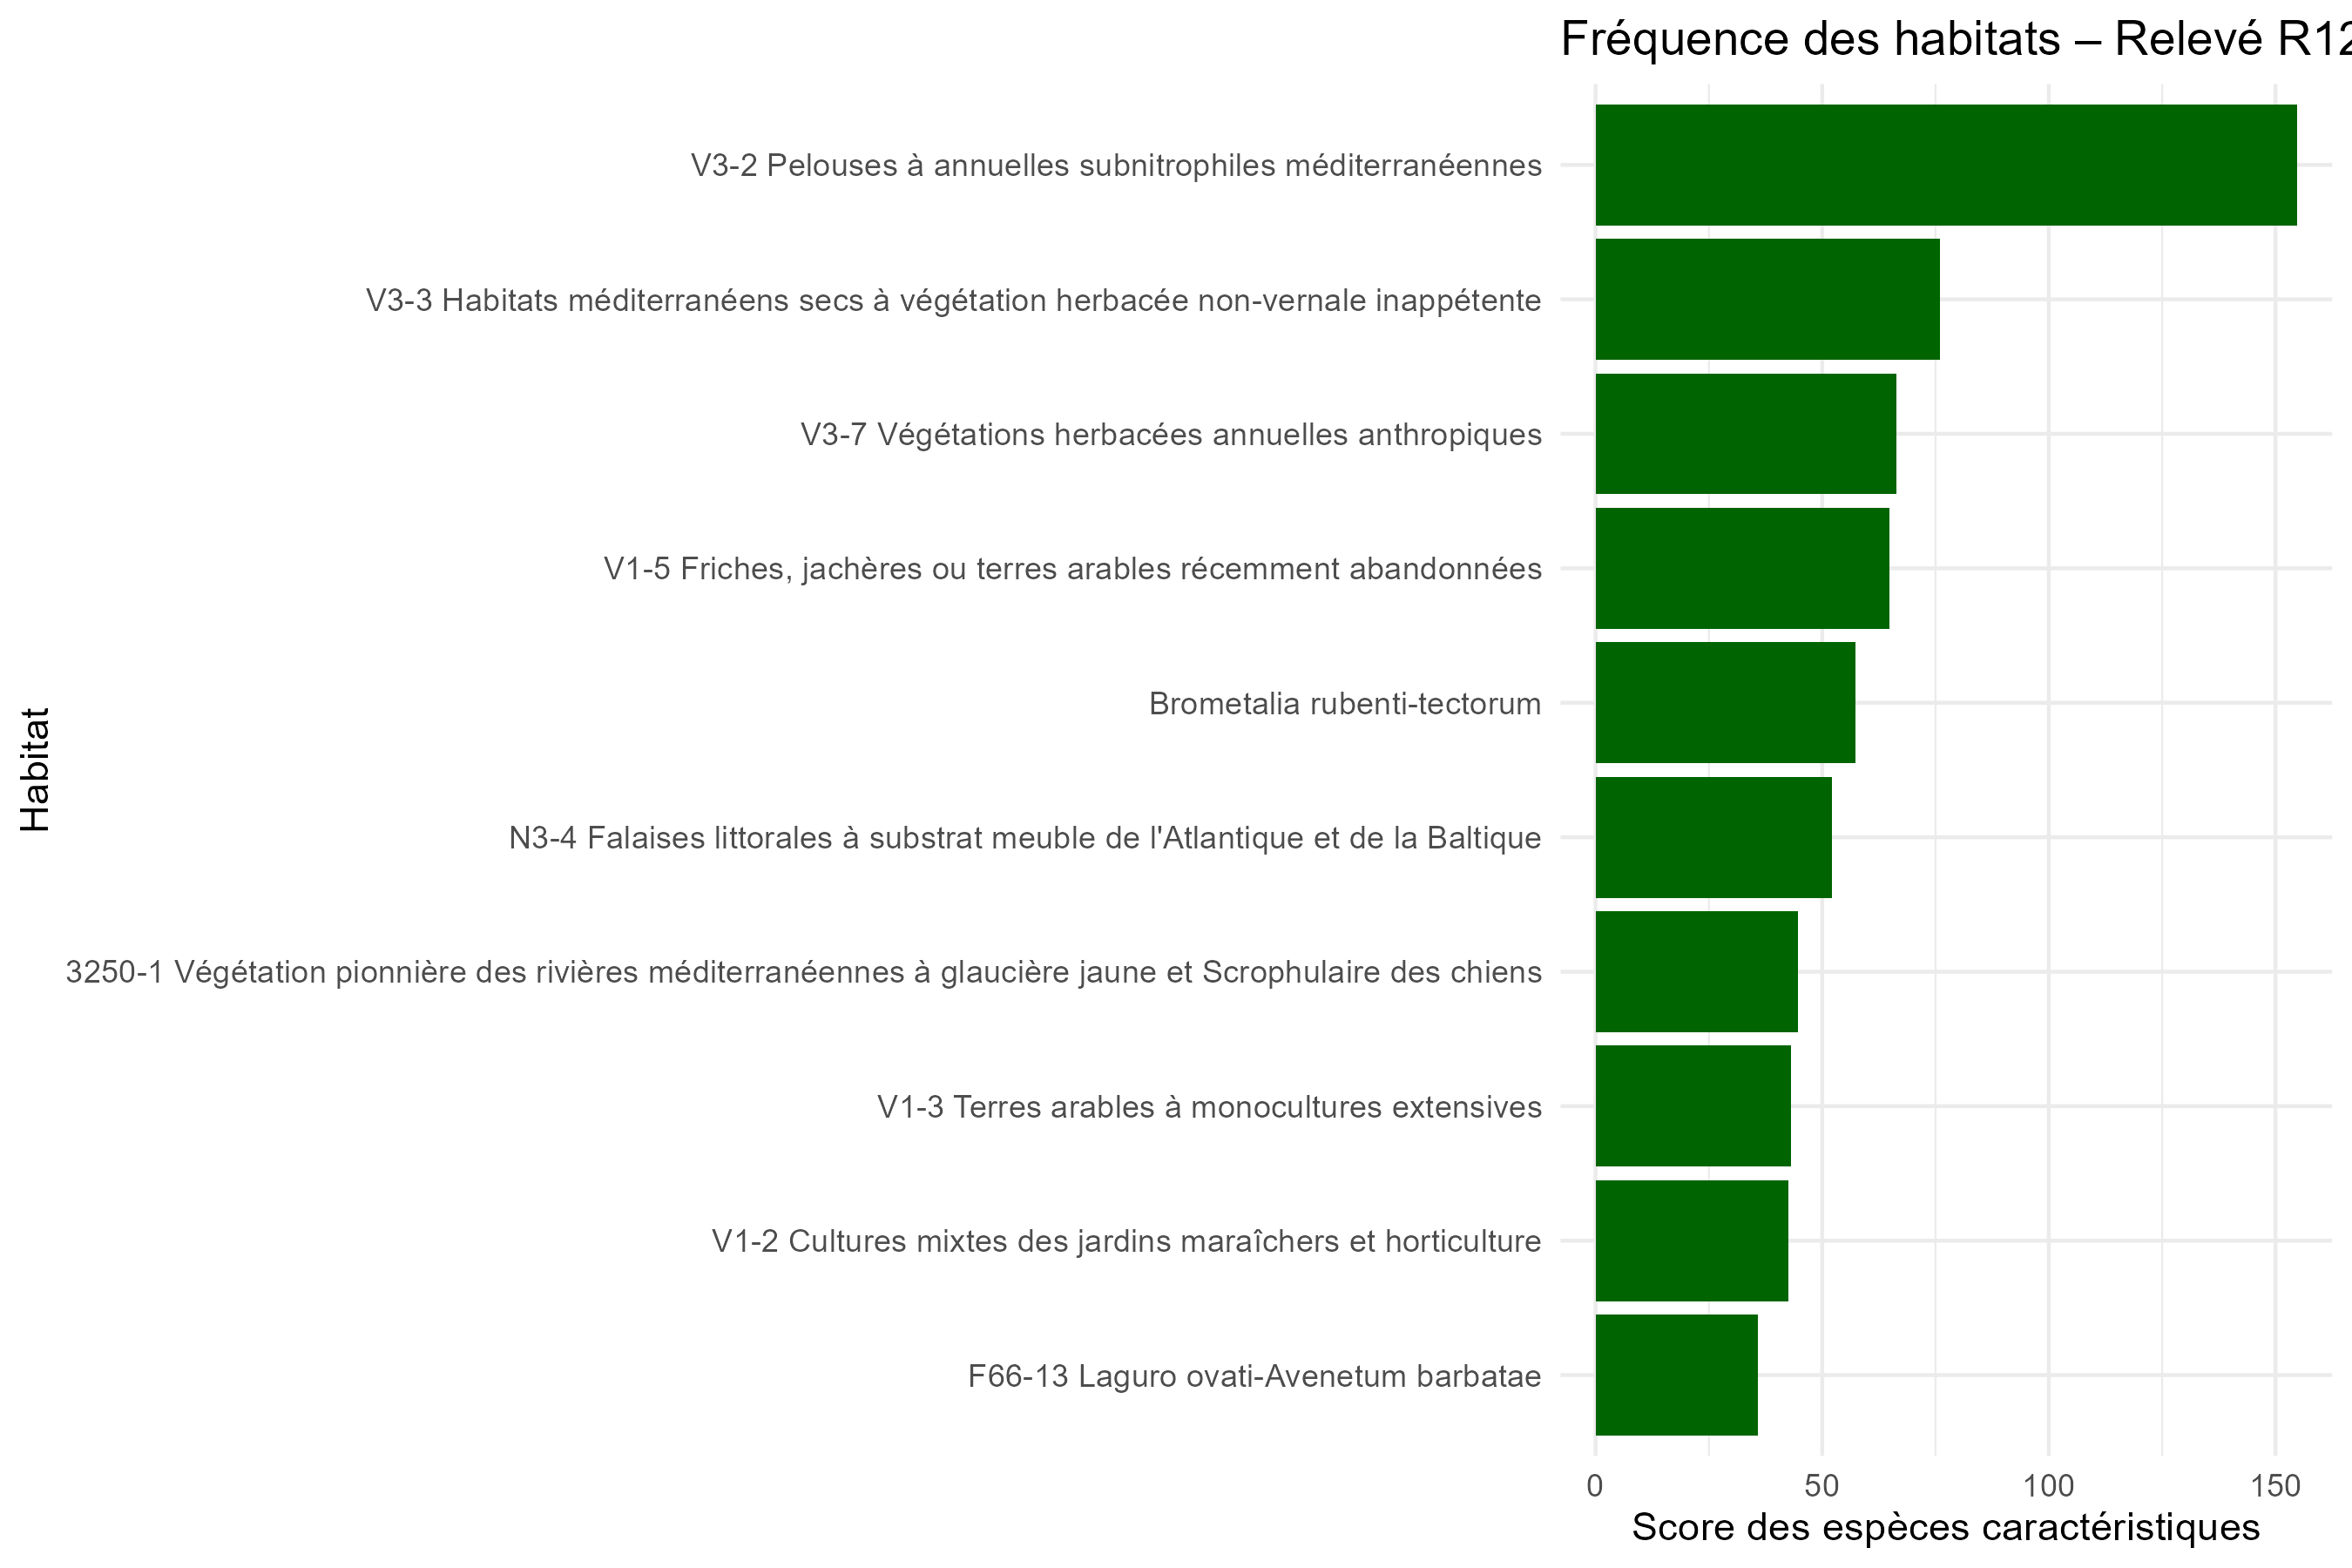 Fréquence des habitats – Relevé R12
V3-2 Pelouses à annuelles subnitrophiles méditerranéennes
V3-3 Habitats méditerranéens secs à végétation herbacée non-vernale inappétente
V3-7 Végétations herbacées annuelles anthropiques
V1-5 Friches, jachères ou terres arables récemment abandonnées
Brometalia rubenti-tectorum
N3-4 Falaises littorales à substrat meuble de l'Atlantique et de la Baltique
3250-1 Végétation pionnière des rivières méditerranéennes à glaucière jaune et Scrophulaire des chiens
V1-3 Terres arables à monocultures extensives
V1-2 Cultures mixtes des jardins maraîchers et horticulture
F66-13 Laguro ovati-Avenetum barbatae
Habitat
0 50 100 150
Score des espèces caractéristiques